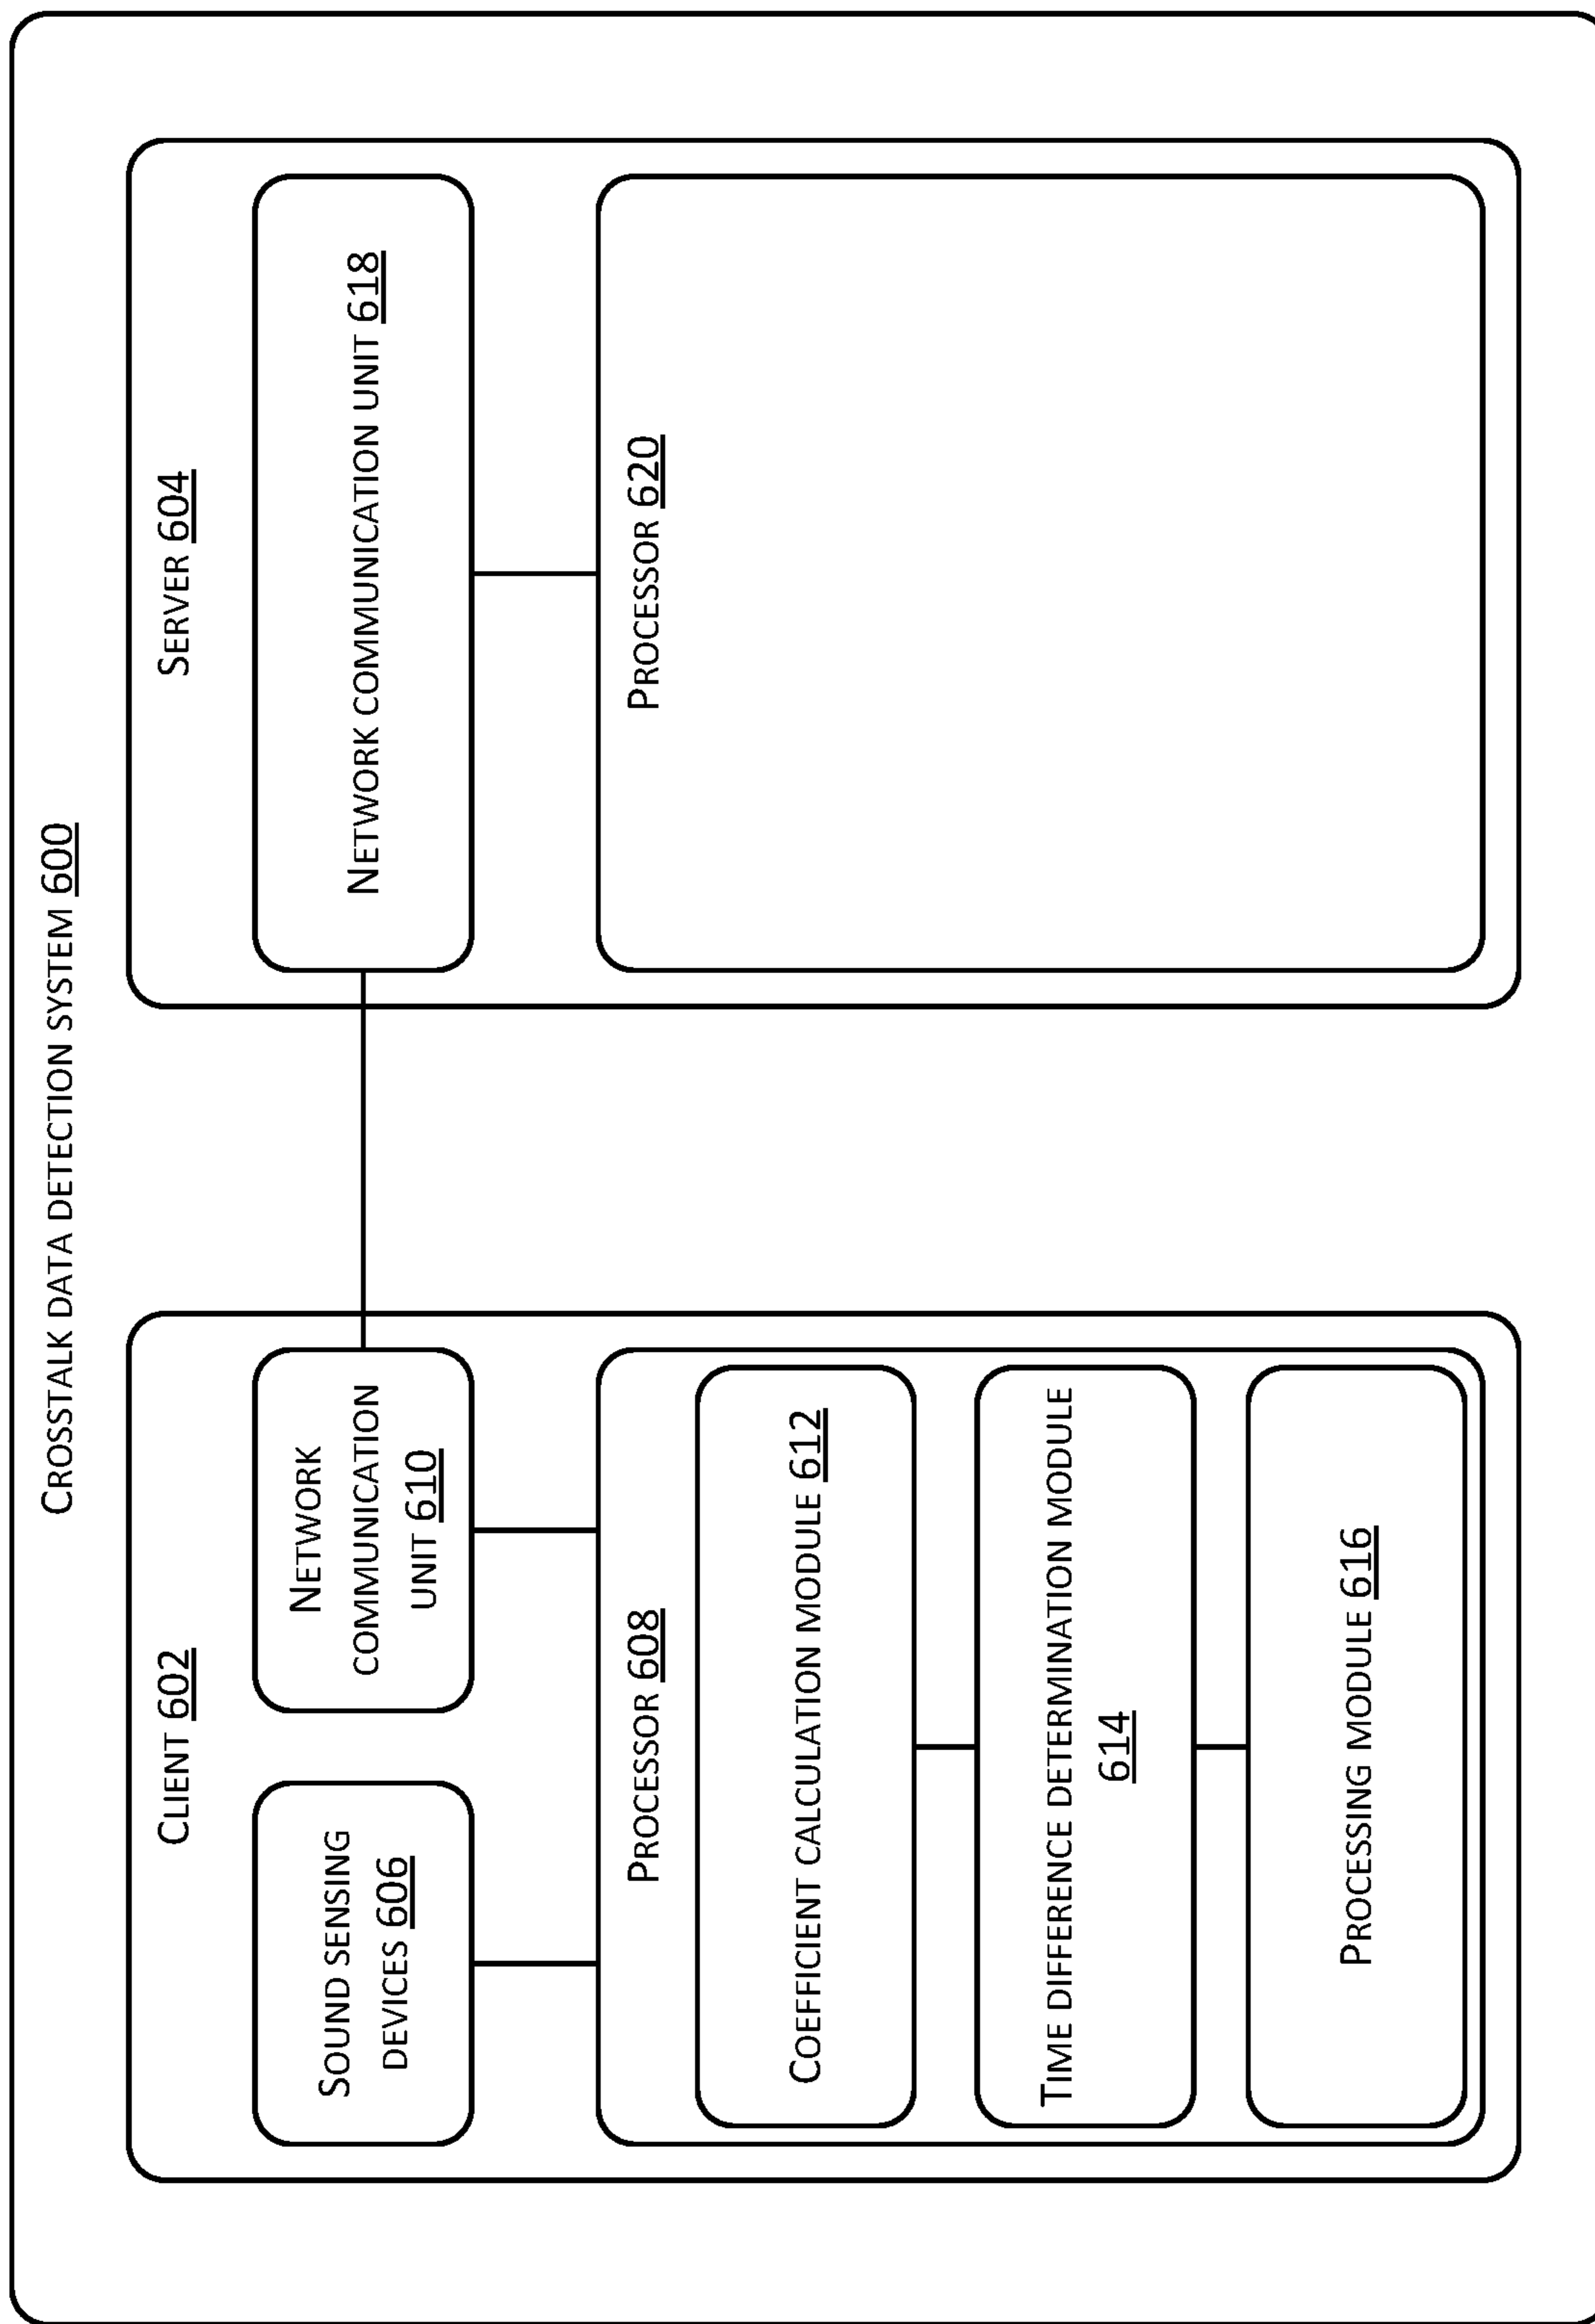 Crosstalk data detection system 600
Client 602
Sound sensing
devices 606
Network
communication
unit 610
Processor 608
Coefficient calculation module 612
Time difference determination module
614
Processing module 616
Server 604
Network communication unit 618
Processor 620